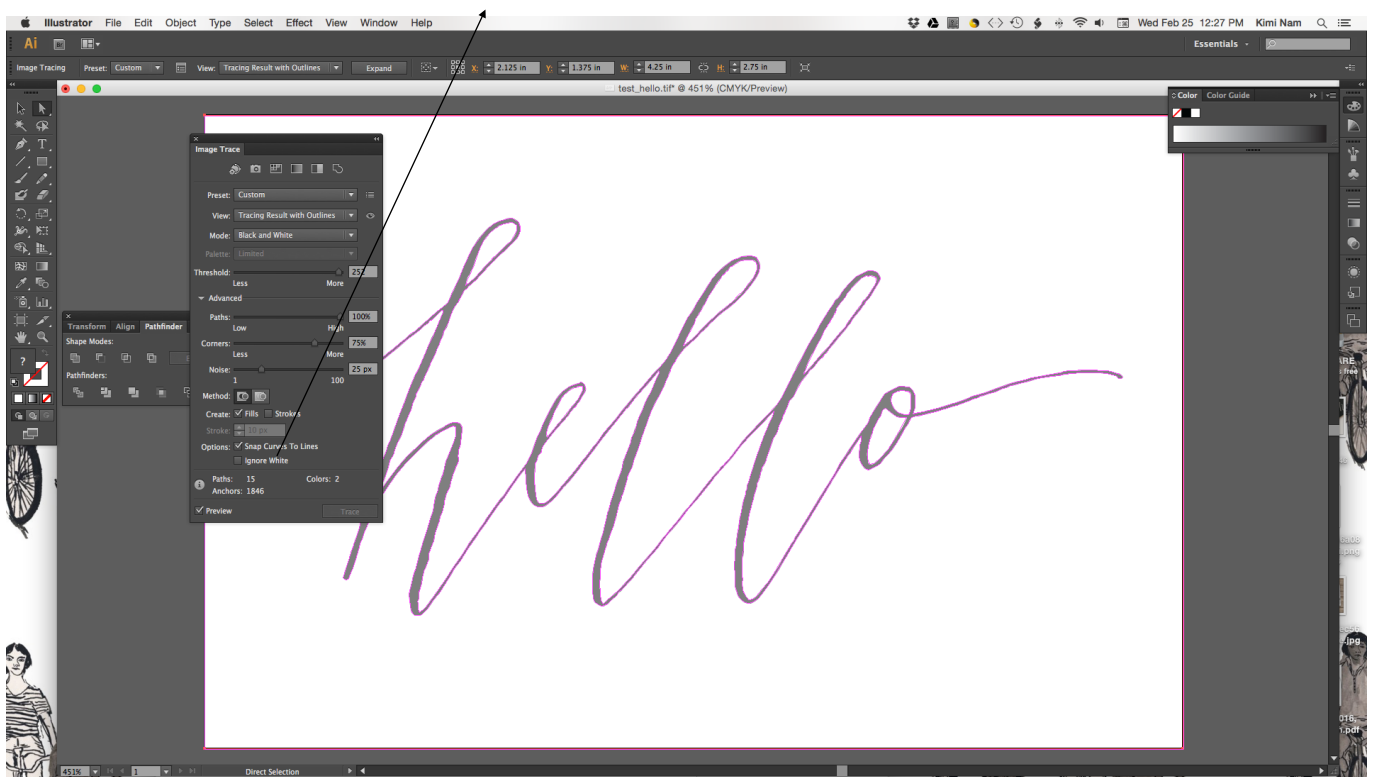 Illustrator File Edit Object Type Select Effect View Window Help
Wed Feb 25 12:27 PM Kimi Nam
Ai
Essentials
Image Tracing Preset: Custom View: Tracing Result with Outlines Expand X: 2.125 in Y: 1.375 in W: 4.25 in H: 2.75 in
test_hello.tif* @ 451% (CMYK/Preview)
Color Color Guide
Image Trace
Preset: Custom
View: Tracing Result with Outlines
Mode: Black and White
Palette: Limited
Threshold: 252
Less More
Advanced
Paths: 100%
Low High
Corners: 75%
Less More
Noise: 25 px
1 100
Method:
Create: Fills Strokes
Stroke: 10 px
Options: Snap Curves To Lines
Ignore White
Paths: 15 Colors: 2
Anchors: 1846
Preview Trace
Transform Align Pathfinder
Shape Modes:
Pathfinders:
?
hello
451% 1 Direct Selection